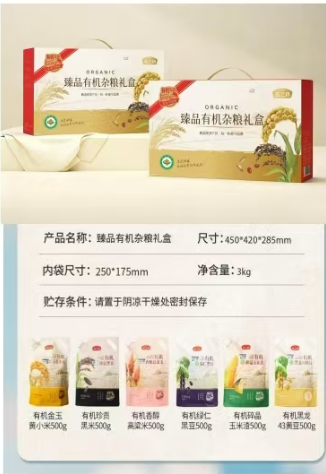 ORGANIC
臻品有机杂粮礼盒
ORGANIC
臻品有机杂粮礼盒
产品名称：臻品有机杂粮礼盒
尺寸：450*420*285mm
内袋尺寸：250*175mm
净含量：3kg
贮存条件：请置于阴凉干燥处密封保存
有机金玉
黄小米500g
有机珍贡
黑米500g
有机香醇
高粱米500g
有机绿仁
黑豆500g
有机碎晶
玉米渣500g
有机黑龙
43黄豆500g